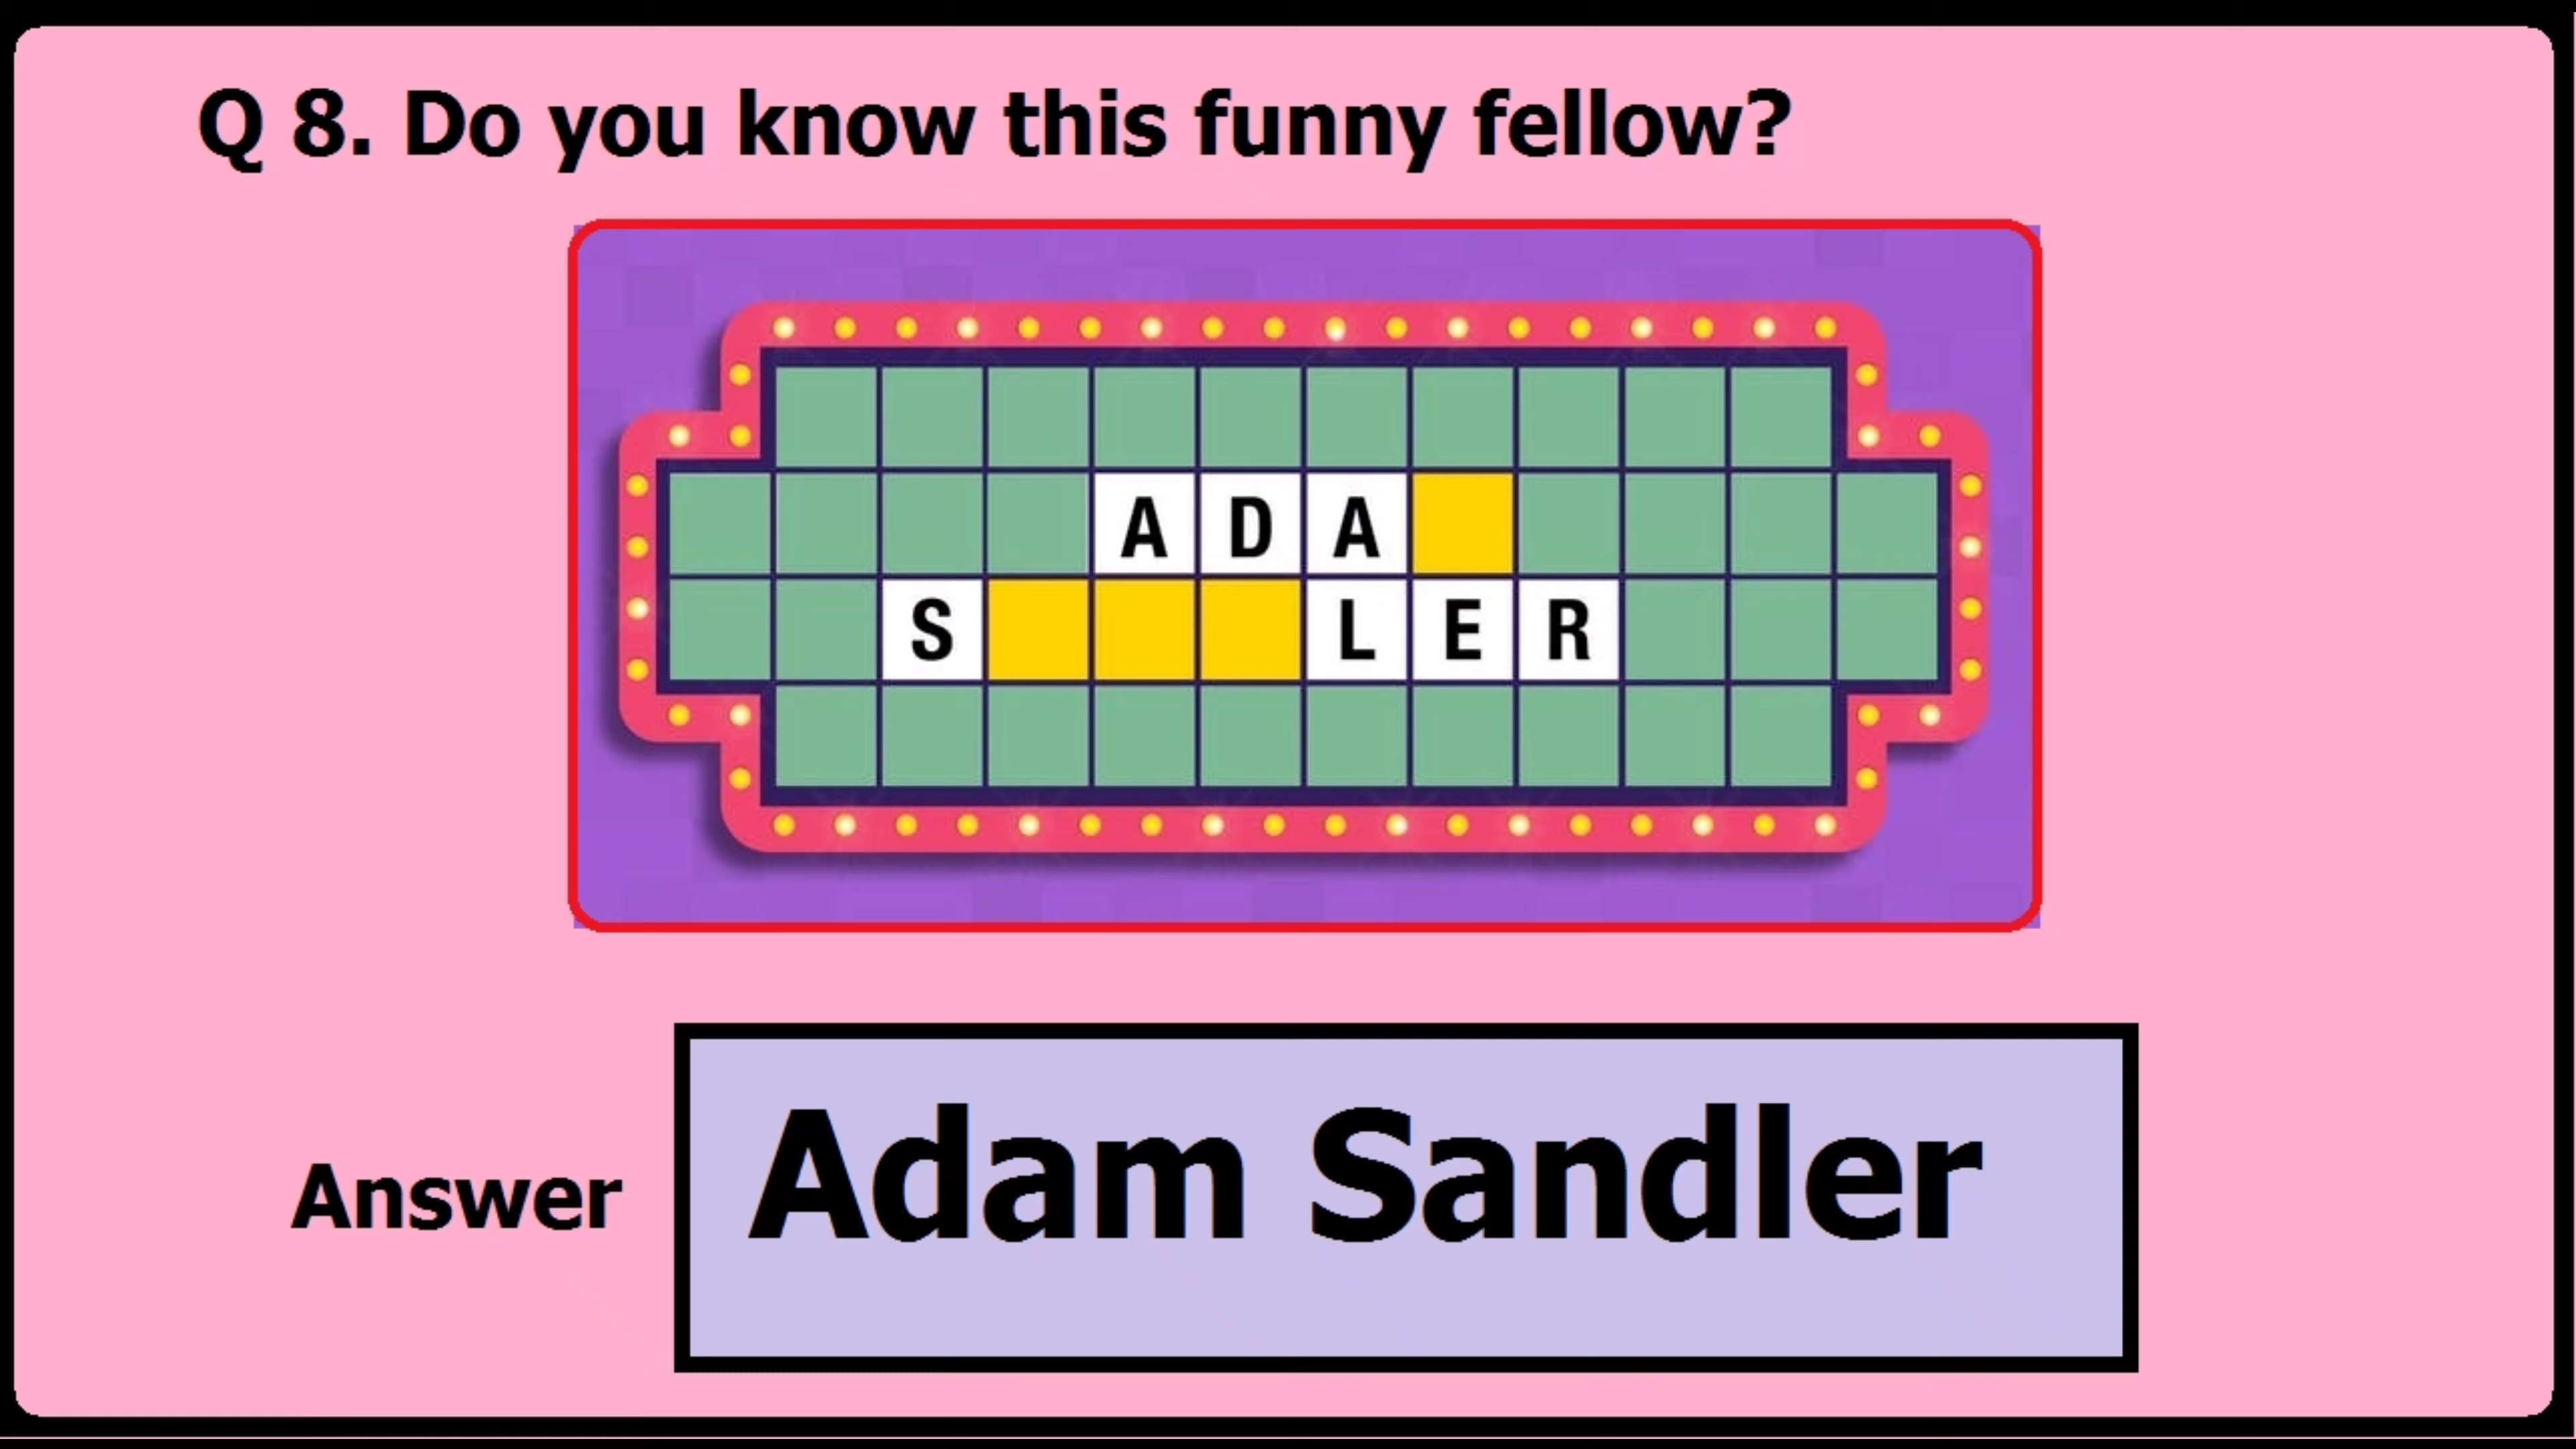 Q 8. Do you know this funny fellow?
A D A
S L E R
Answer
Adam Sandler